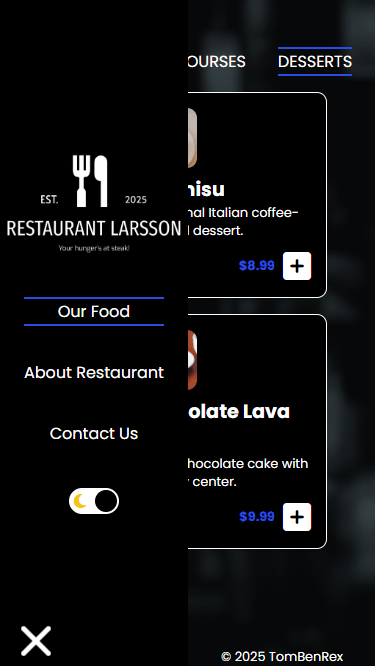 OURSES
DESSERTS
EST.
2025
RESTAURANT LARSSON
Your hunger's at steak!
Our Food
About Restaurant
Contact Us
nal Italian coffee-
dessert.
$8.99
olate Lava
hocolate cake with
center.
$9.99
© 2025 TomBenRex